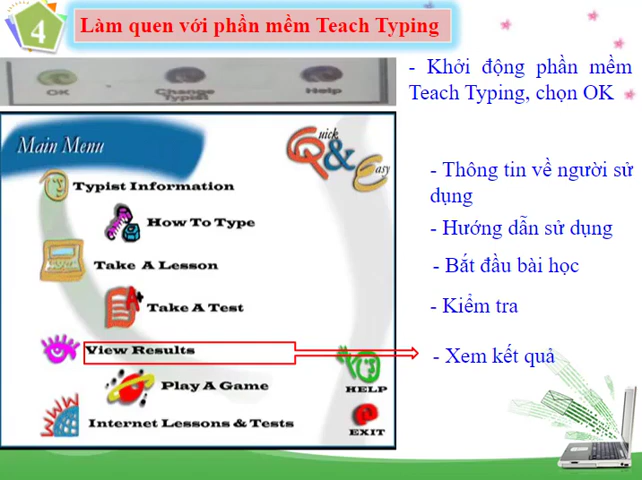 4
Làm quen với phần mềm Teach Typing
OK
Change
Typist
Help
- Khởi động phần mềm
Teach Typing, chọn OK
Main Menu
Quick
&
Easy
Typist Information
- Thông tin về người sử
dụng
How To Type
- Hướng dẫn sử dụng
Take A Lesson
- Bắt đầu bài học
Take A Test
- Kiểm tra
View Results
- Xem kết quả
Play A Game
HELP
Internet Lessons & Tests
EXIT